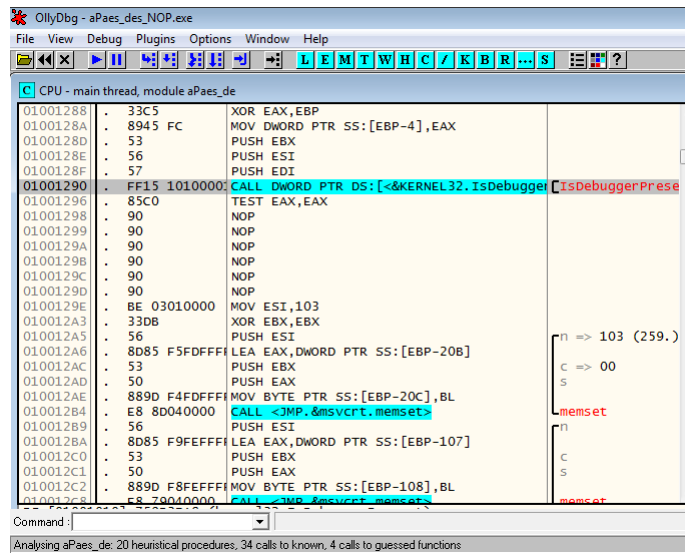 OllyDbg - aPaes_des_NOP.exe
File View Debug Plugins Options Window Help
L E M T W H C / K B R ... S ?
C CPU - main thread, module aPaes_de
01001288 . 33C5 XOR EAX,EBP
0100128A . 8945 FC MOV DWORD PTR SS:[EBP-4],EAX
0100128D . 53 PUSH EBX
0100128E . 56 PUSH ESI
0100128F . 57 PUSH EDI
01001290 . FF15 1010000: CALL DWORD PTR DS:[<&KERNEL32.IsDebugger IsDebuggerPrese
01001296 . 85C0 TEST EAX,EAX
01001298 . 90 NOP
01001299 . 90 NOP
0100129A . 90 NOP
0100129B . 90 NOP
0100129C . 90 NOP
0100129D . 90 NOP
0100129E . BE 03010000 MOV ESI,103
010012A3 . 33DB XOR EBX,EBX
010012A5 . 56 PUSH ESI n => 103 (259.)
010012A6 . 8D85 F5FDFFF LEA EAX,DWORD PTR SS:[EBP-20B]
010012AC . 53 PUSH EBX c => 00
010012AD . 50 PUSH EAX s
010012AE . 889D F4FDFFF MOV BYTE PTR SS:[EBP-20C],BL
010012B4 . E8 8D040000 CALL <JMP.&msvcrt.memset> memset
010012B9 . 56 PUSH ESI n
010012BA . 8D85 F9FEFFF LEA EAX,DWORD PTR SS:[EBP-107]
010012C0 . 53 PUSH EBX c
010012C1 . 50 PUSH EAX s
010012C2 . 889D F8FEFFF MOV BYTE PTR SS:[EBP-108],BL
010012C8 . E8 79040000 CALL <JMP.&msvcrt.memset> memset
Command :
Analysing aPaes_de: 20 heuristical procedures, 34 calls to known, 4 calls to guessed functions